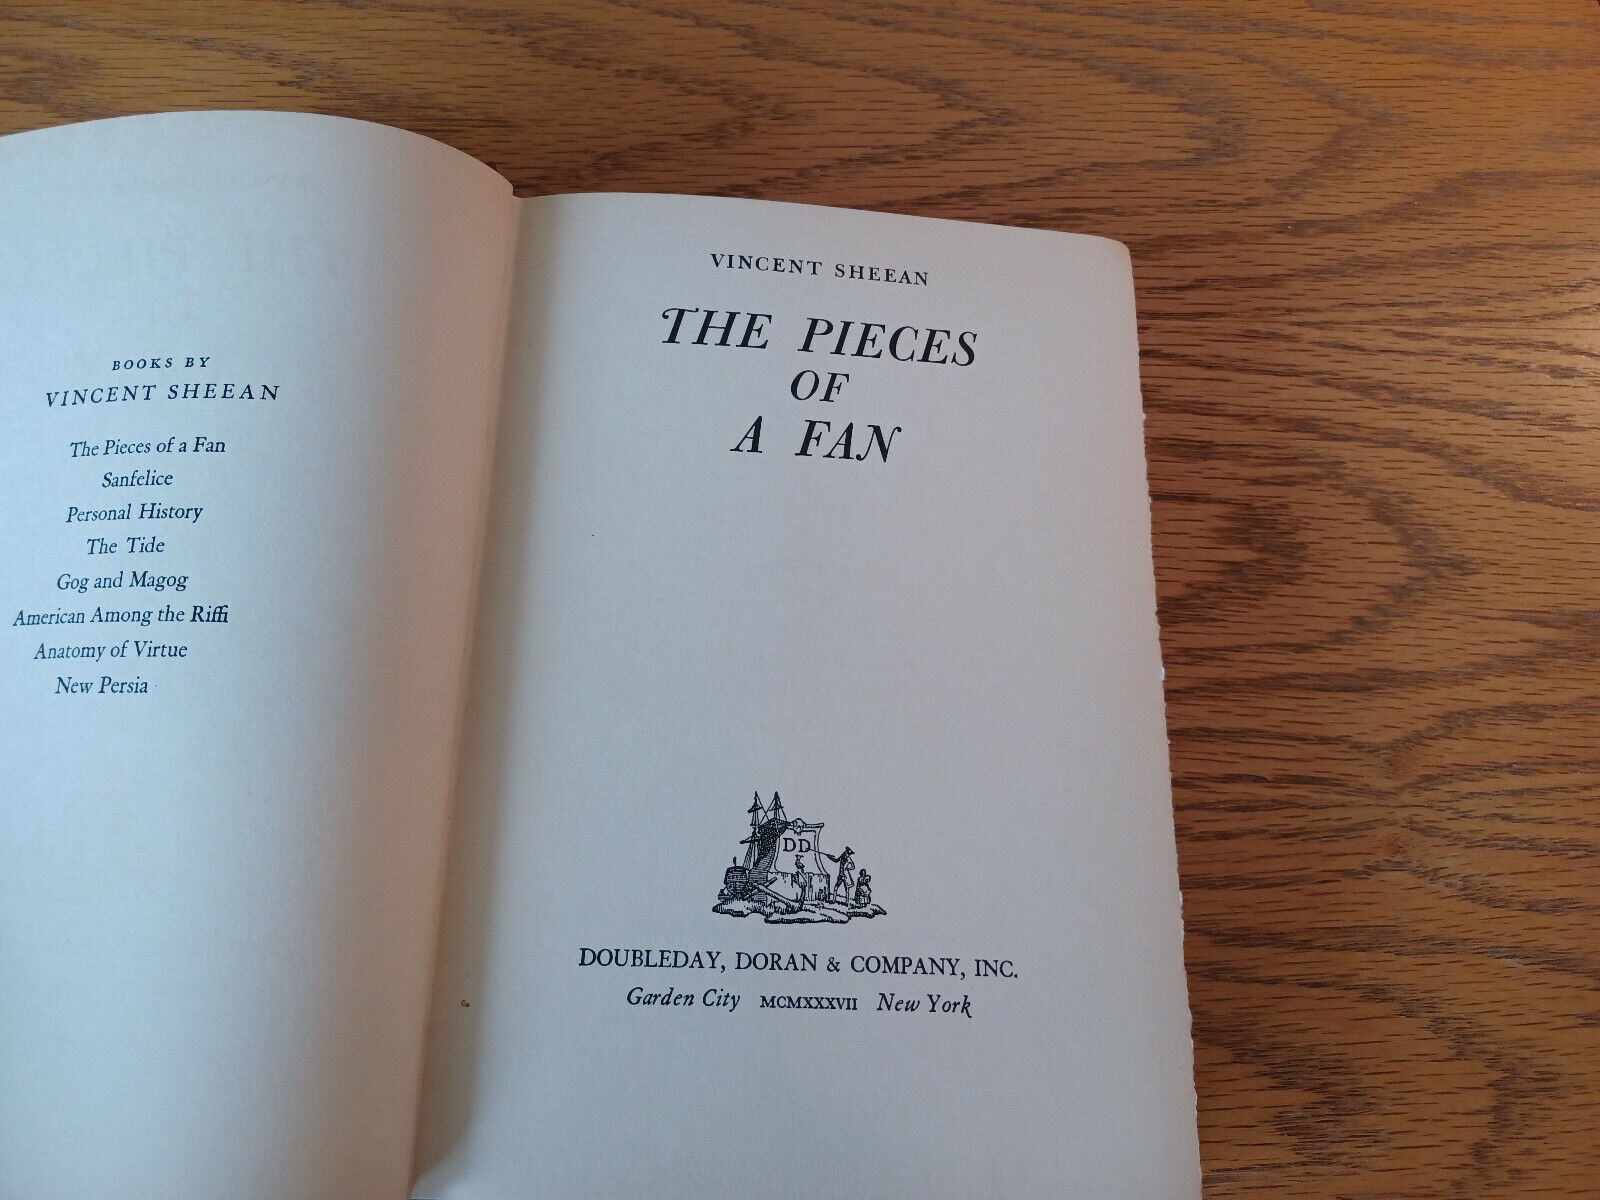 BOOKS BY
VINCENT SHEEAN
The Pieces of a Fan
Sanfelice
Personal History
The Tide
Gog and Magog
American Among the Riffi
Anatomy of Virtue
New Persia
VINCENT SHEEAN
THE PIECES
OF
A FAN
DD
DOUBLEDAY, DORAN & COMPANY, INC.
Garden City MCMXXXVII New York